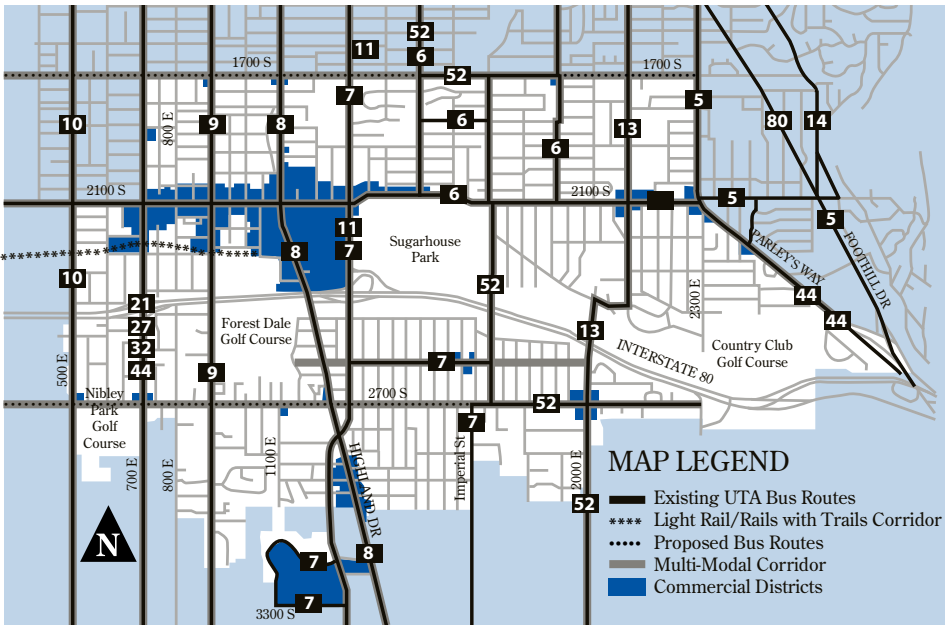 52
11
6
1700 S
52
1700 S
7
5
10
800 E
9
8
6
13
80
14
6
2100 S
6
2100 S
5
11
5
8
7
Sugarhouse
Park
PARLEY'S WAY
FOOTHILL DR
10
52
2300 E
44
21
44
27
Forest Dale
Golf Course
13
32
INTERSTATE 80
Country Club
Golf Course
44
9
7
500 E
Nibley
Park
Golf
Course
2700 S
52
7
700 E
800 E
1100 E
HIGHLAND DR
Imperial St
2000 E
52
N
8
7
7
3300 S
MAP LEGEND
Existing UTA Bus Routes
**** Light Rail/Rails with Trails Corridor
Proposed Bus Routes
Multi-Modal Corridor
Commercial Districts